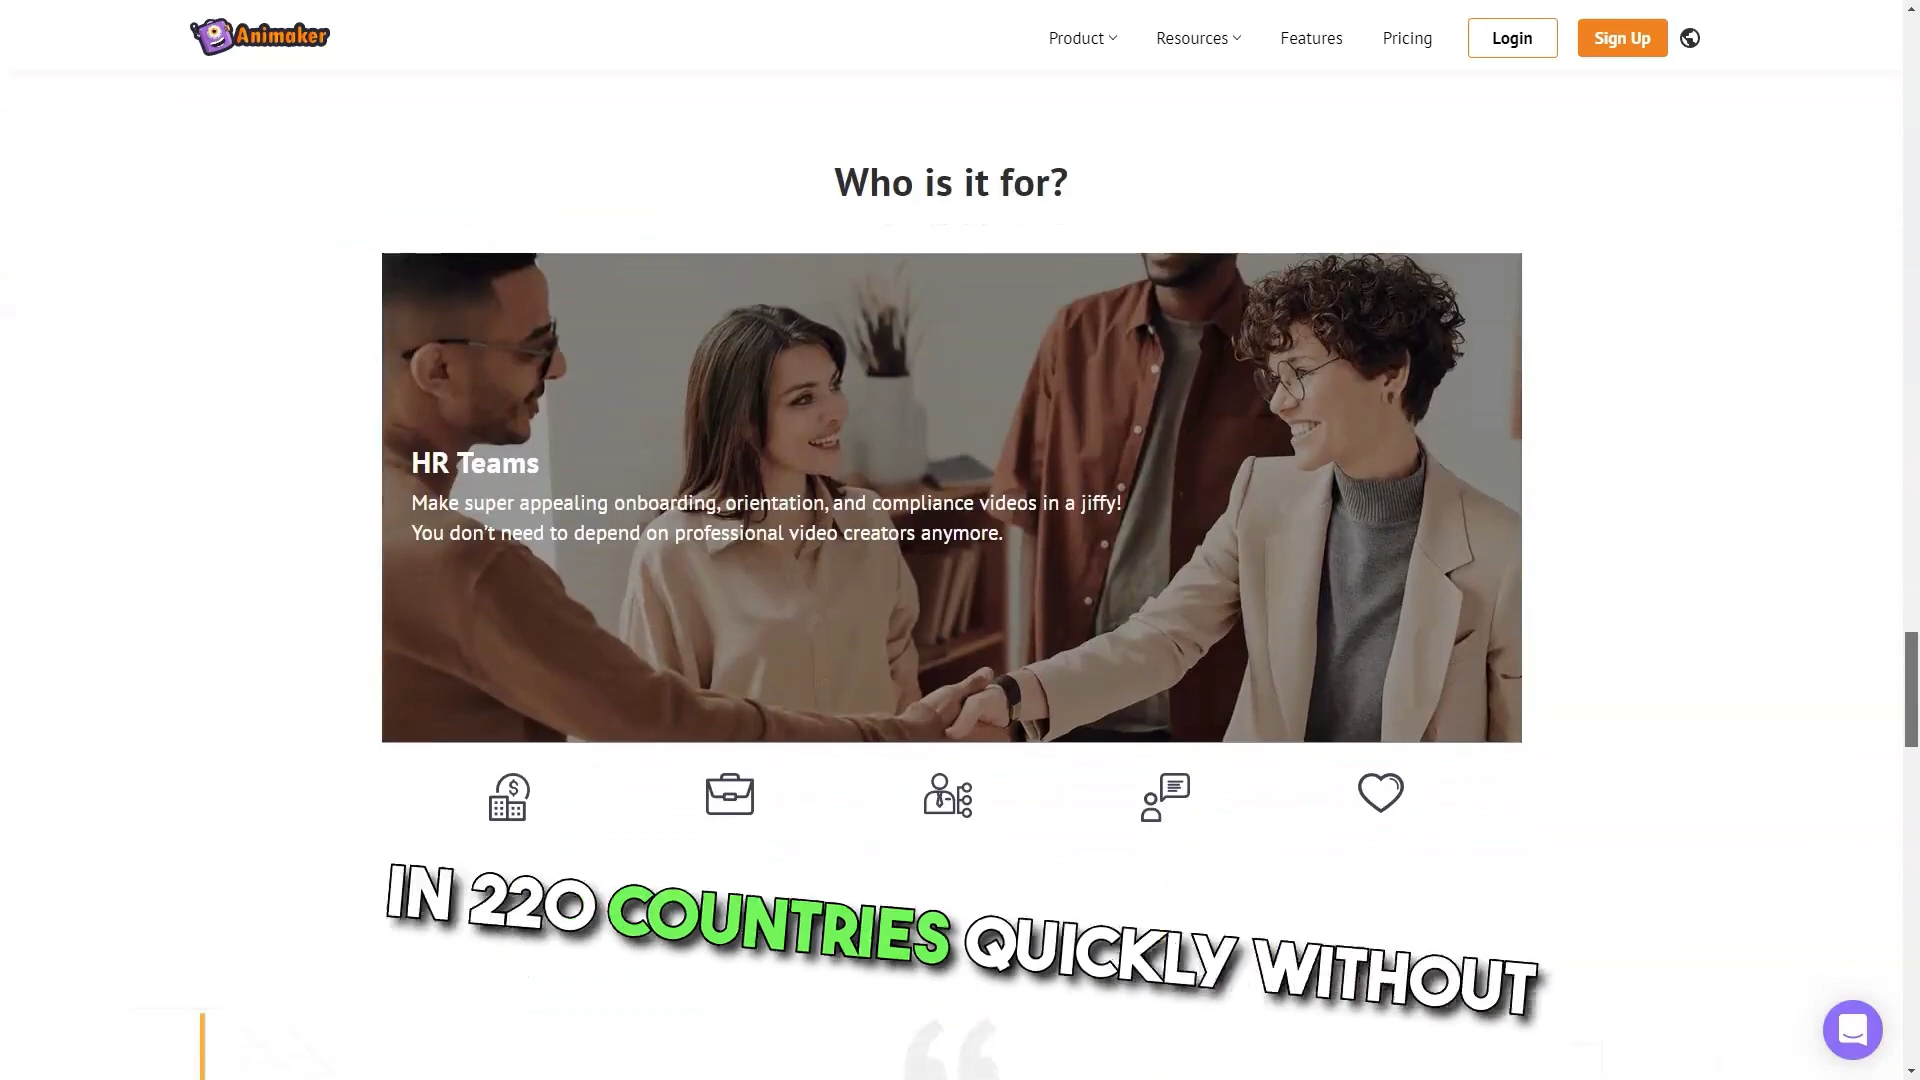 Animaker
Product
Resources
Features
Pricing
Login
Sign Up
Who is it for?
HR Teams
Make super appealing onboarding, orientation, and compliance videos in a jiffy!
You don't need to depend on professional video creators anymore.
$
IN 220 COUNTRIES QUICKLY WITHOUT